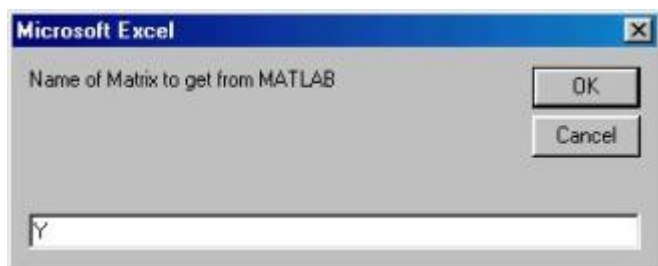 Microsoft Excel
Name of Matrix to get from MATLAB
OK
Cancel
Y